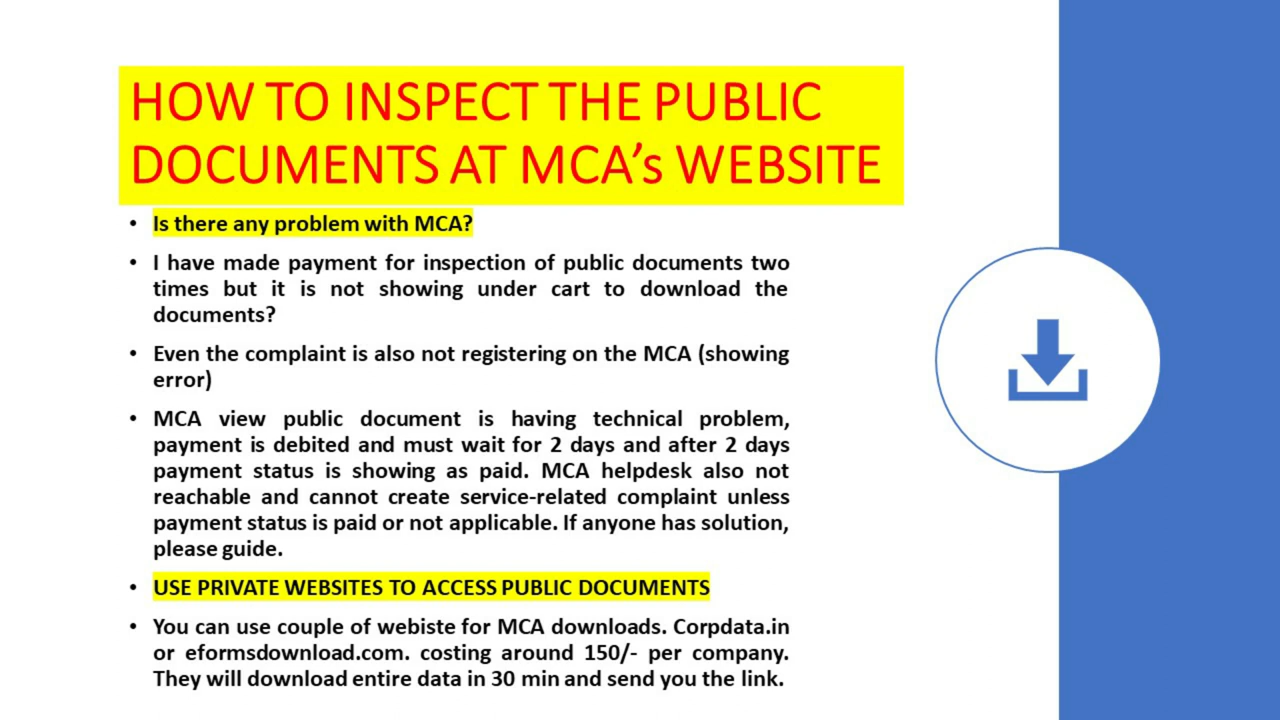 HOW TO INSPECT THE PUBLIC
DOCUMENTS AT MCA’s WEBSITE
• Is there any problem with MCA?
• I have made payment for inspection of public documents two
times but it is not showing under cart to download the
documents?
• Even the complaint is also not registering on the MCA (showing
error)
• MCA view public document is having technical problem,
payment is debited and must wait for 2 days and after 2 days
payment status is showing as paid. MCA helpdesk also not
reachable and cannot create service-related complaint unless
payment status is paid or not applicable. If anyone has solution,
please guide.
• USE PRIVATE WEBSITES TO ACCESS PUBLIC DOCUMENTS
• You can use couple of webiste for MCA downloads. Corpdata.in
or eformsdownload.com. costing around 150/- per company.
They will download entire data in 30 min and send you the link.